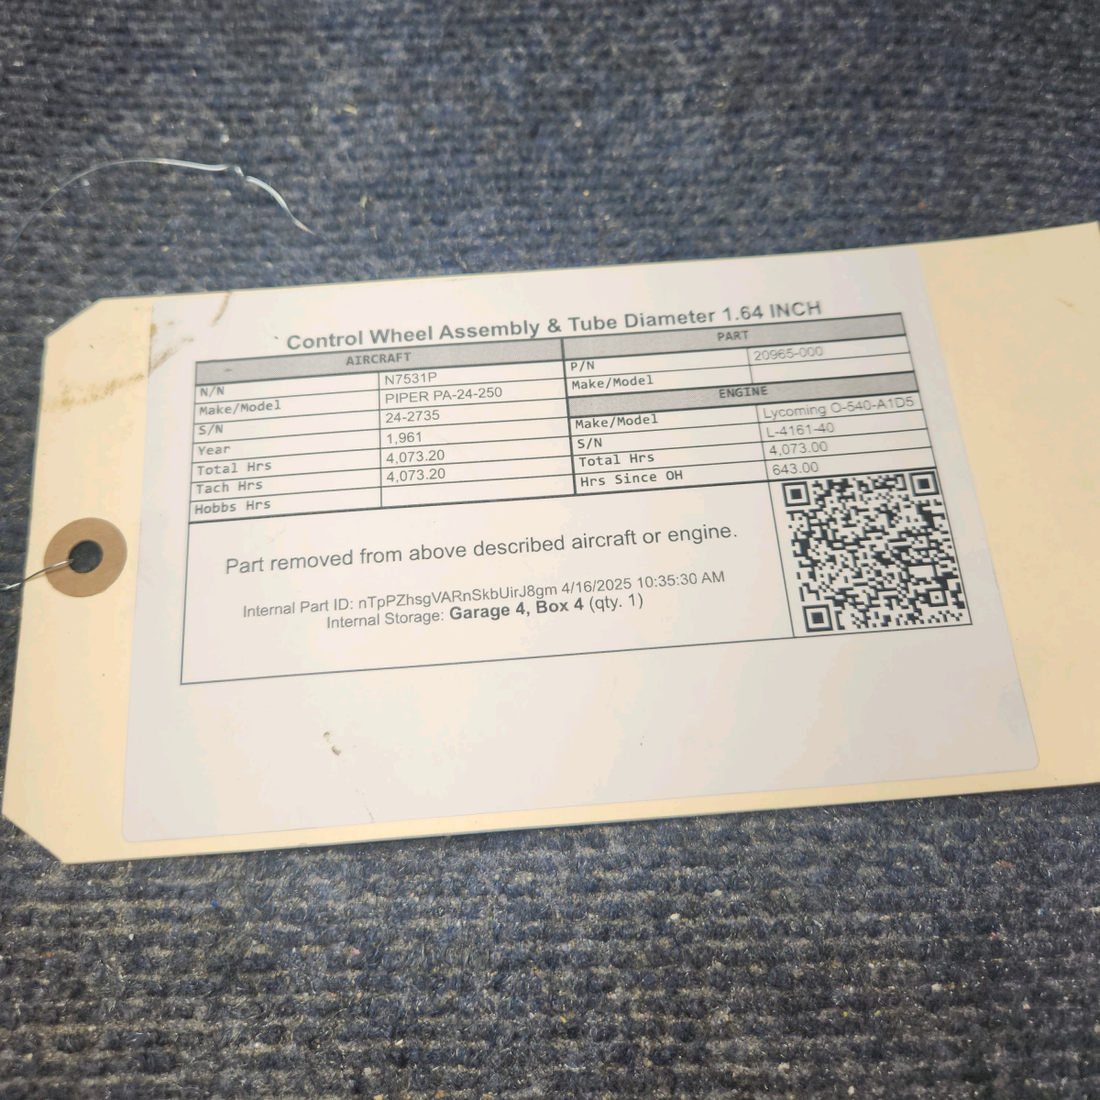 ` Control Wheel Assembly & Tube Diameter 1.64 INCH
AIRCRAFT
N/N N7531P
Make/Model PIPER PA-24-250
S/N 24-2735
Year 1,961
Total Hrs 4,073.20
Tach Hrs 4,073.20
Hobbs Hrs
PART
P/N 20965-000
Make/Model
ENGINE
Make/Model Lycoming O-540-A1D5
S/N L-4161-40
Total Hrs 4,073.00
Hrs Since OH 643.00
Part removed from above described aircraft or engine.
Internal Part ID: nTpPZhsgVARnSkbUirJ8gm 4/16/2025 10:35:30 AM
Internal Storage: Garage 4, Box 4 (qty. 1)